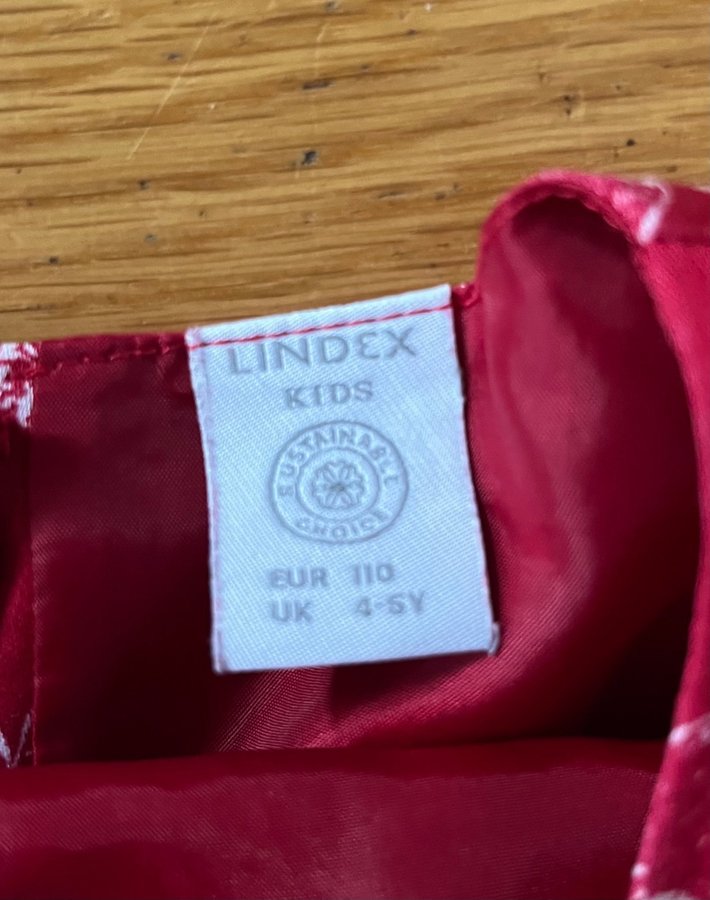 LINDEX
KIDS
SUSTAINABLE
CHOICE
EUR 110
UK 4-5Y